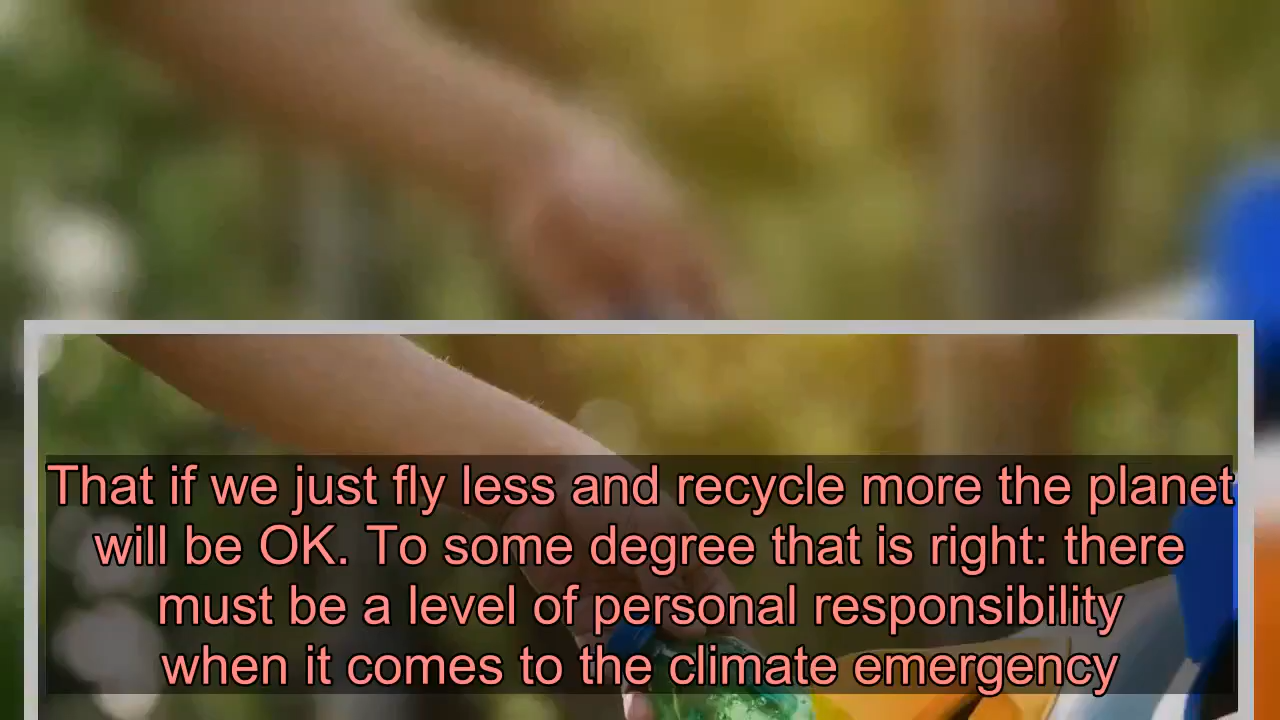 That if we just fly less and recycle more the planet
will be OK. To some degree that is right: there
must be a level of personal responsibility
when it comes to the climate emergency